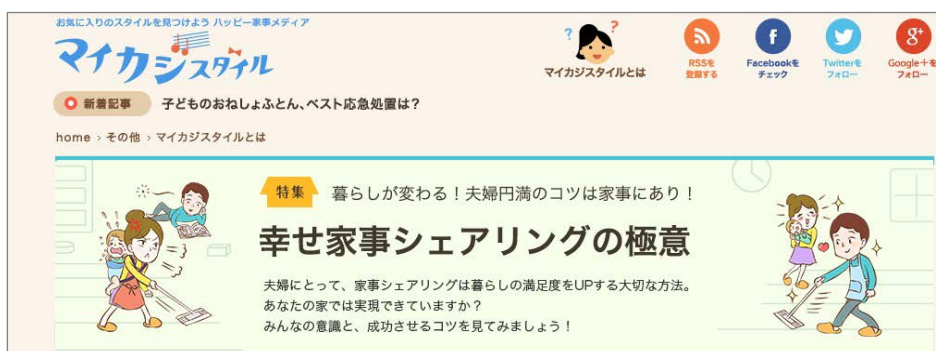 お気に入りのスタイルを見つけよう ハッピー家事メディア
マイカジスタイル
?
?
マイカジスタイルとは
RSSを
登録する
f
Facebookを
チェック
Twitterを
フォロー
g+
Google+を
フォロー
新着記事 子どものおねしょふとん、ベスト応急処置は?
home › その他 › マイカジスタイルとは
特集 暮らしが変わる!夫婦円満のコツは家事にあり!
幸せ家事シェアリングの極意
夫婦にとって、家事シェアリングは暮らしの満足度をUPする大切な方法。
あなたの家では実現できていますか?
みんなの意識と、成功させるコツを見てみましょう!